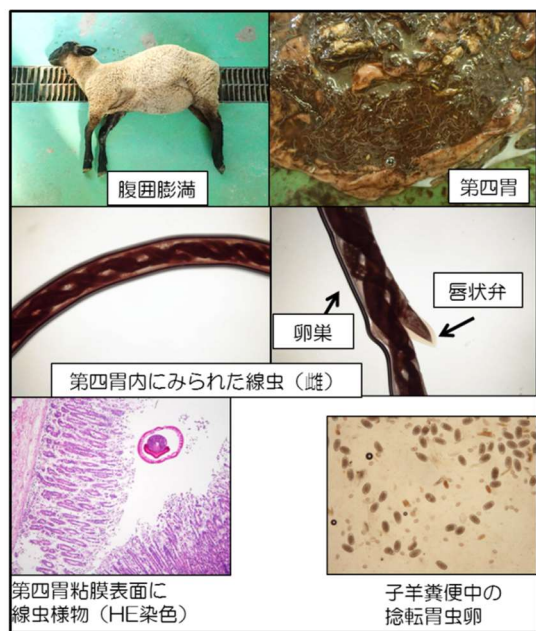 腹囲膨満
第四胃
卵巣
唇状弁
第四胃内にみられた線虫（雌）
第四胃粘膜表面に
線虫様物（HE染色）
子羊糞便中の
捻転胃虫卵